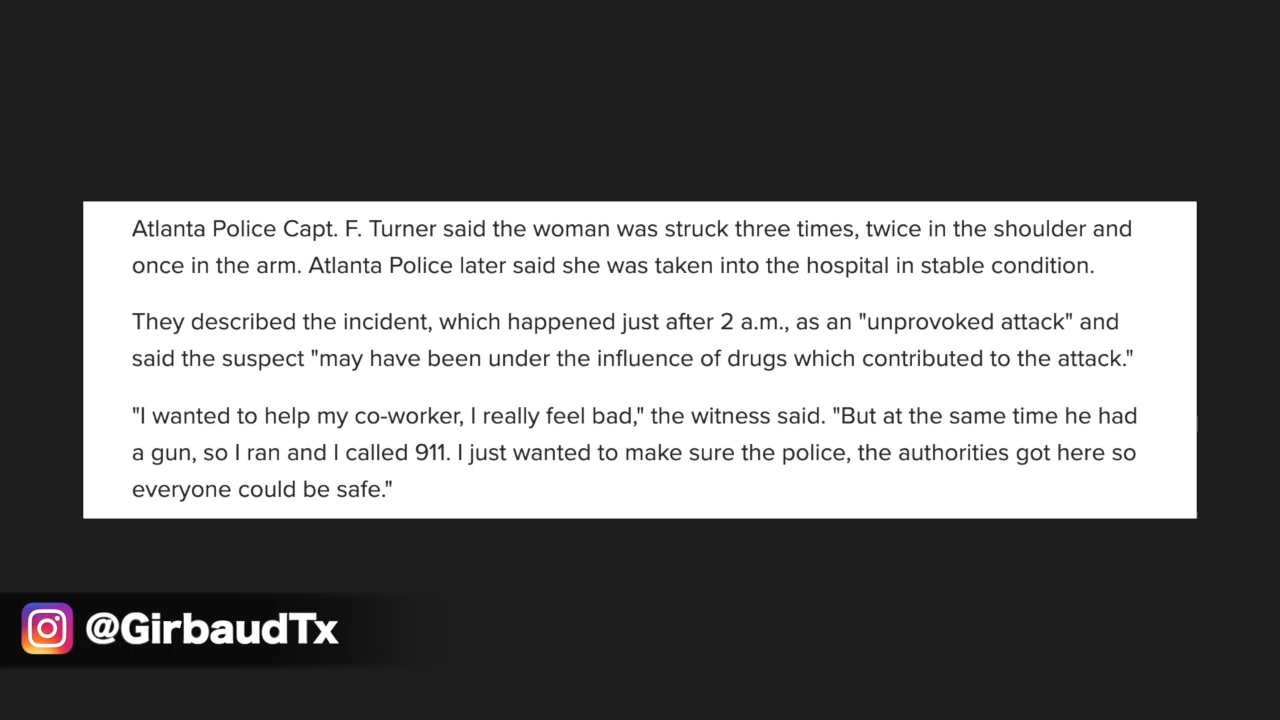 Atlanta Police Capt. F. Turner said the woman was struck three times, twice in the shoulder and
once in the arm. Atlanta Police later said she was taken into the hospital in stable condition.
They described the incident, which happened just after 2 a.m., as an "unprovoked attack" and
said the suspect "may have been under the influence of drugs which contributed to the attack."
"I wanted to help my co-worker, I really feel bad," the witness said. "But at the same time he had
a gun, so I ran and I called 911. I just wanted to make sure the police, the authorities got here so
everyone could be safe."
@GirbaudTx